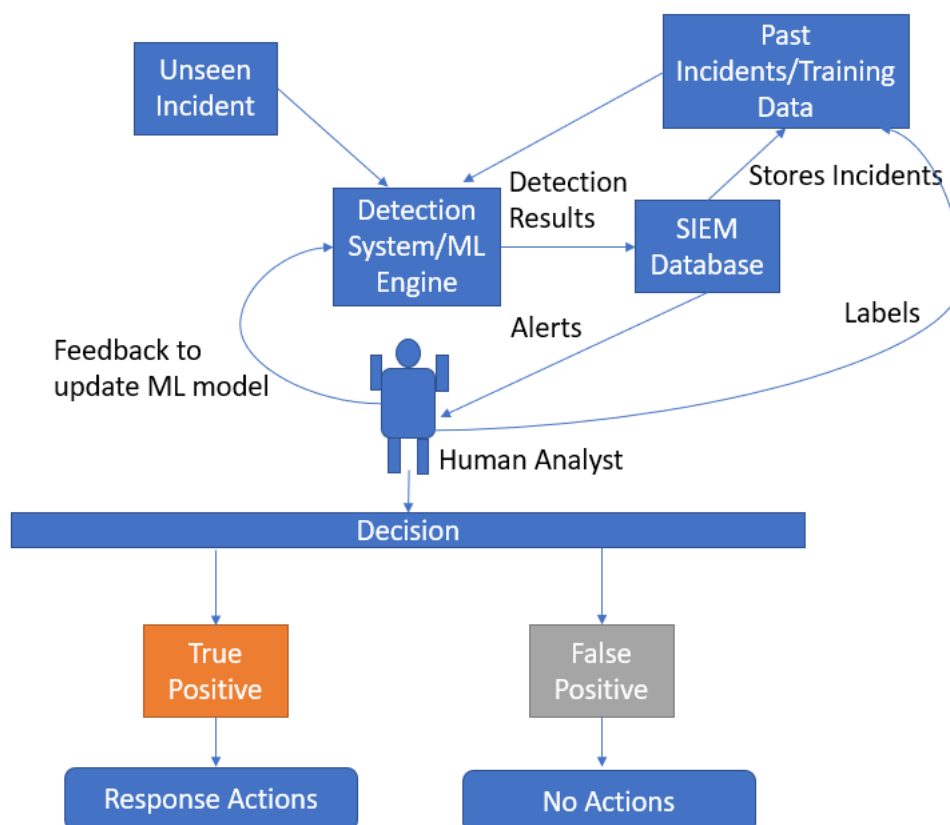 Unseen
Incident
Past
Incidents/Training
Data
Stores Incidents
Detection
Results
Detection
System/ML
Engine
SIEM
Database
Alerts
Labels
Feedback to
update ML model
Human Analyst
Decision
True
Positive
False
Positive
Response Actions
No Actions